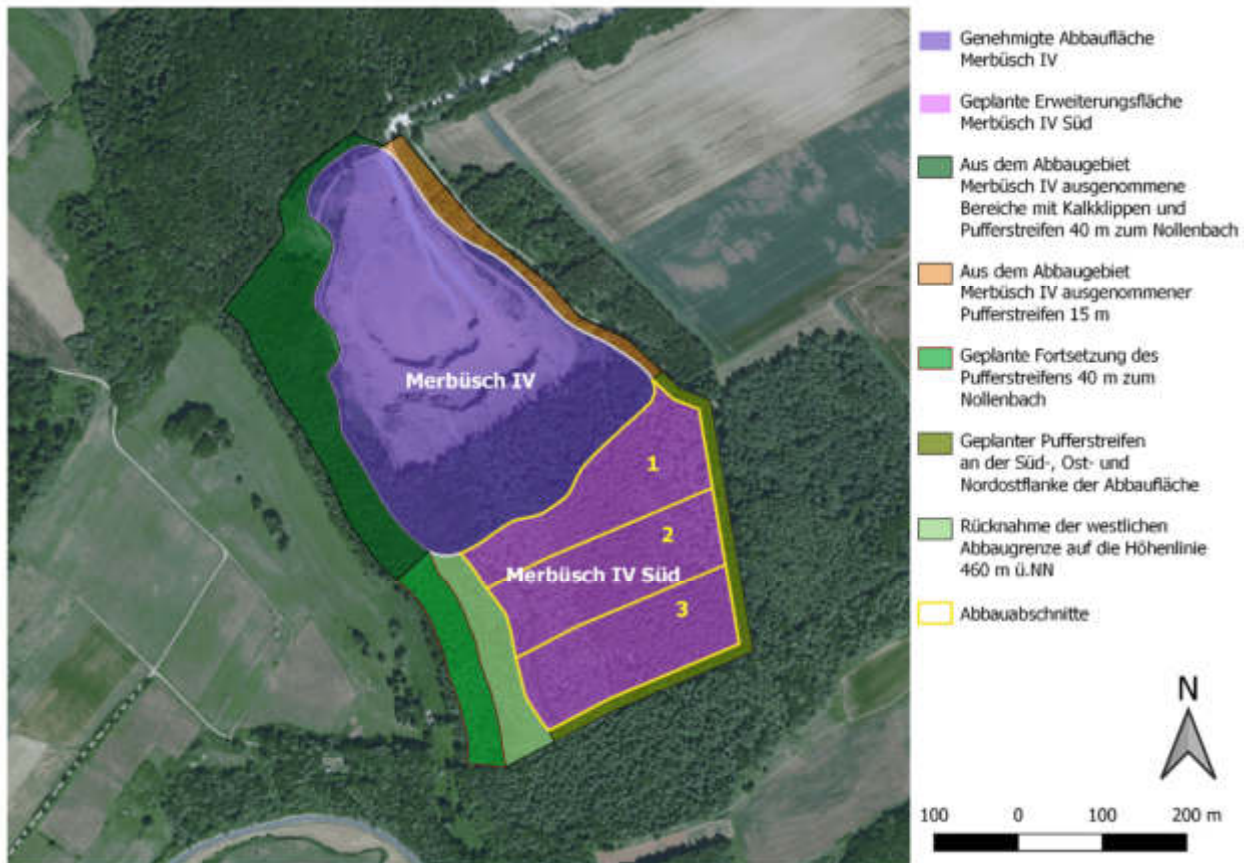 Genehmigte Abbaufläche
Merbüsch IV
Geplante Erweiterungsfläche
Merbüsch IV Süd
Aus dem Abbaugebiet
Merbüsch IV ausgenommene
Bereiche mit Kalkklippen und
Pufferstreifen 40 m zum Nollenbach
Aus dem Abbaugebiet
Merbüsch IV ausgenommener
Pufferstreifen 15 m
Geplante Fortsetzung des
Pufferstreifens 40 m zum
Nollenbach
Geplanter Pufferstreifen
an der Süd-, Ost- und
Nordostflanke der Abbaufläche
Rücknahme der westlichen
Abbaugrenze auf die Höhenlinie
460 m ü.NN
Abbauabschnitte
Merbüsch IV
1
2
Merbüsch IV Süd
3
N
100 0 100 200 m